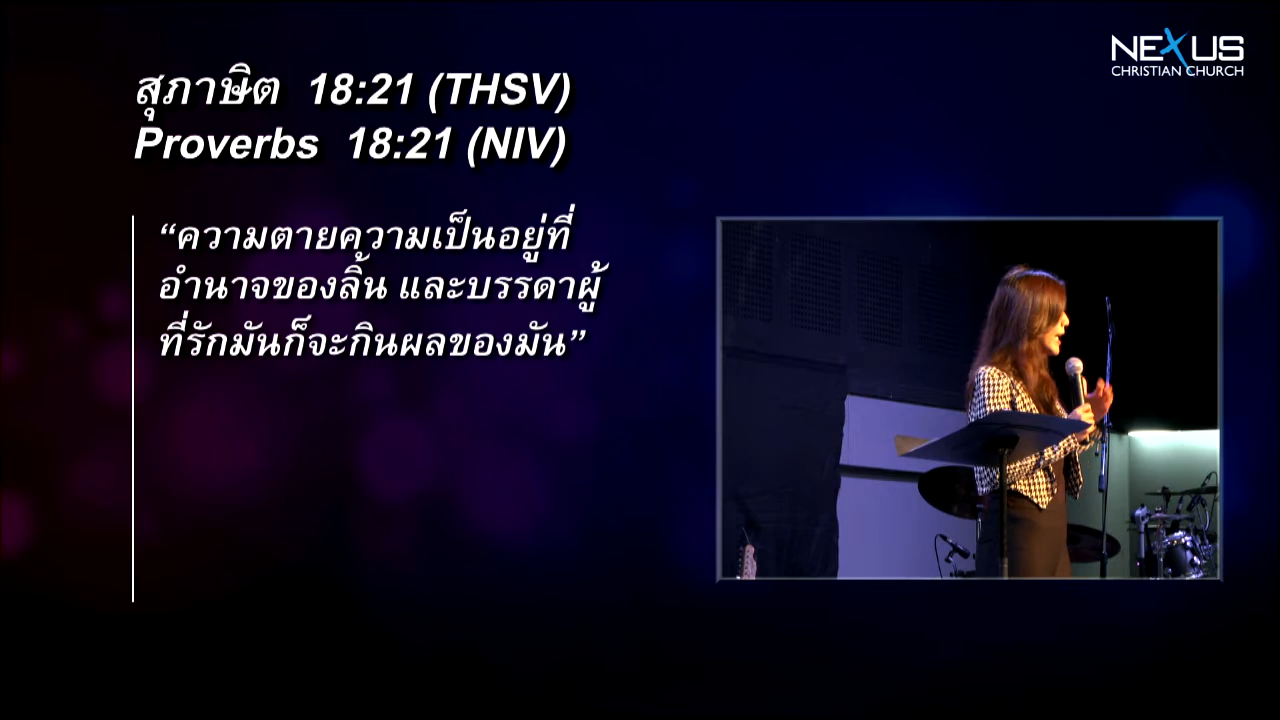 สุภาษิต 18:21 (THSV)
Proverbs 18:21 (NIV)
NEXUS
CHRISTIAN CHURCH
“ความตายความเป็นอยู่ที่
อำนาจของลิ้น และบรรดาผู้
ที่รักมันก็จะกินผลของมัน”